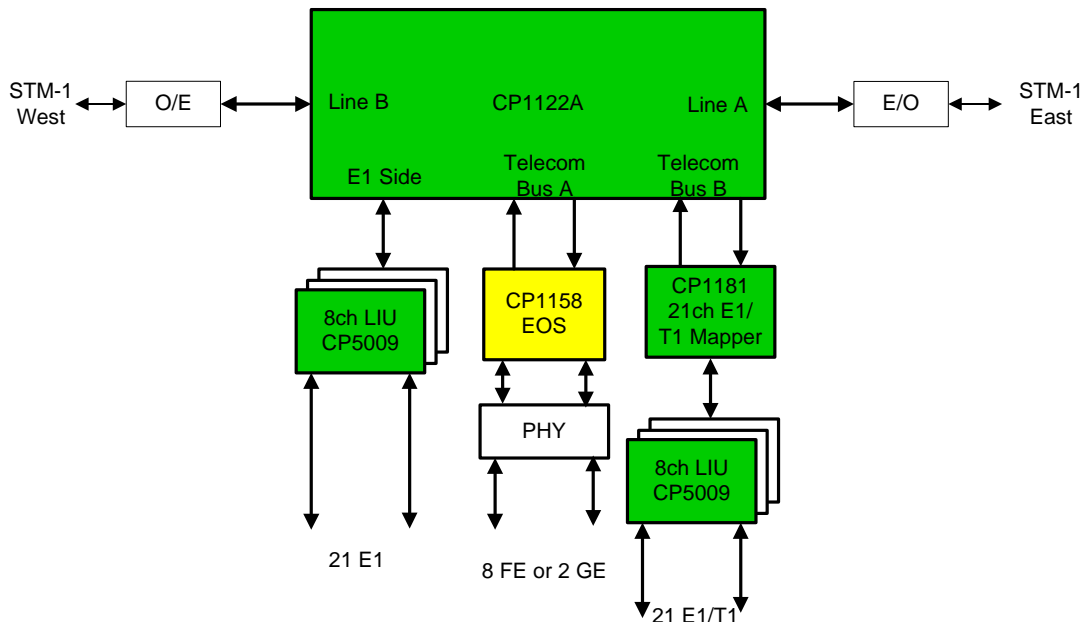 STM-1
West
O/E
Line B
CP1122A
Line A
E/O
STM-1
East
E1 Side
Telecom
Bus A
Telecom
Bus B
8ch LIU
CP5009
CP1158
EOS
CP1181
21ch E1/
T1 Mapper
PHY
8ch LIU
CP5009
21 E1
8 FE or 2 GE
21 E1/T1